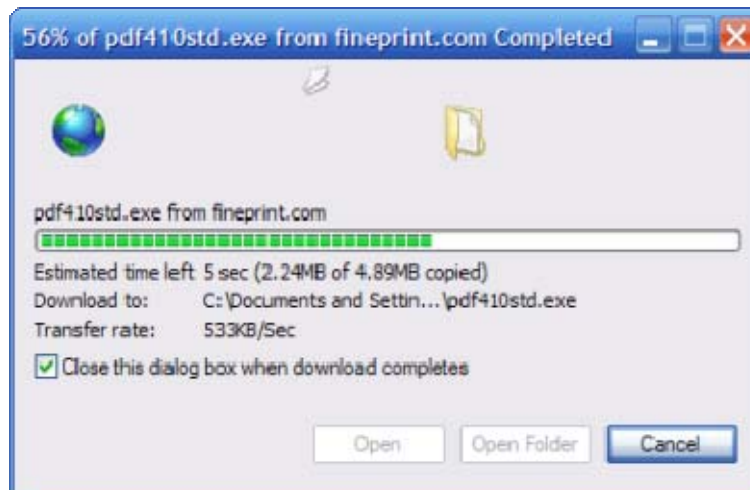 56% of pdf410std.exe from fineprint.com Completed
pdf410std.exe from fineprint.com
Estimated time left 5 sec (2.24MB of 4.89MB copied)
Download to: C:\Documents and Settin...\pdf410std.exe
Transfer rate: 533KB/Sec
Close this dialog box when download completes
Open Open Folder Cancel